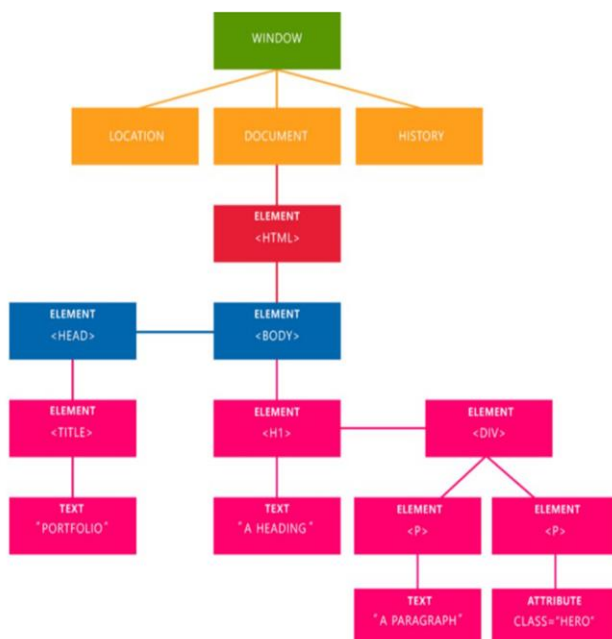 WINDOW
LOCATION
DOCUMENT
HISTORY
ELEMENT
<HTML>
ELEMENT
<HEAD>
ELEMENT
<BODY>
ELEMENT
<TITLE>
ELEMENT
<H1>
ELEMENT
<DIV>
TEXT
"PORTFOLIO"
TEXT
"A HEADING"
ELEMENT
<P>
ELEMENT
<P>
TEXT
"A PARAGRAPH"
ATTRIBUTE
CLASS="HERO"